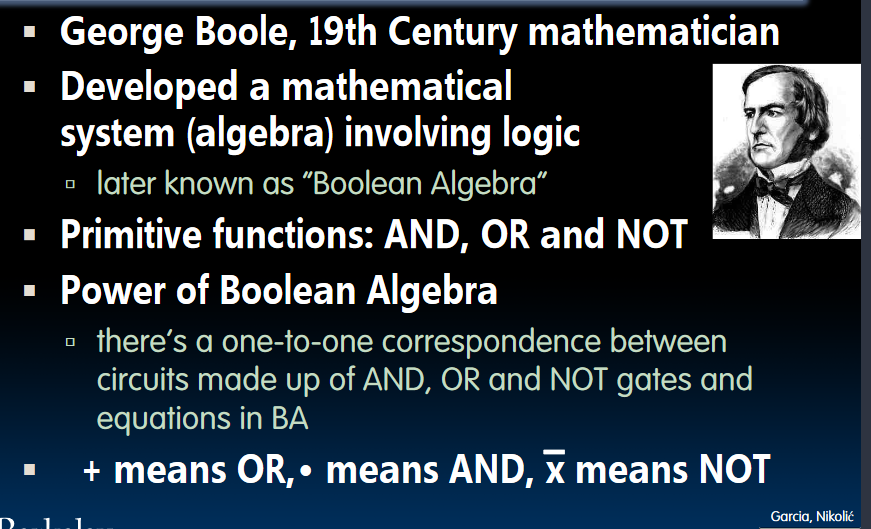 ▪ George Boole, 19th Century mathematician
▪ Developed a mathematical
system (algebra) involving logic
▫ later known as “Boolean Algebra”
▪ Primitive functions: AND, OR and NOT
▪ Power of Boolean Algebra
▫ there’s a one-to-one correspondence between
circuits made up of AND, OR and NOT gates and
equations in BA
▪ + means OR,• means AND, x̅ means NOT
Garcia, Nikolić